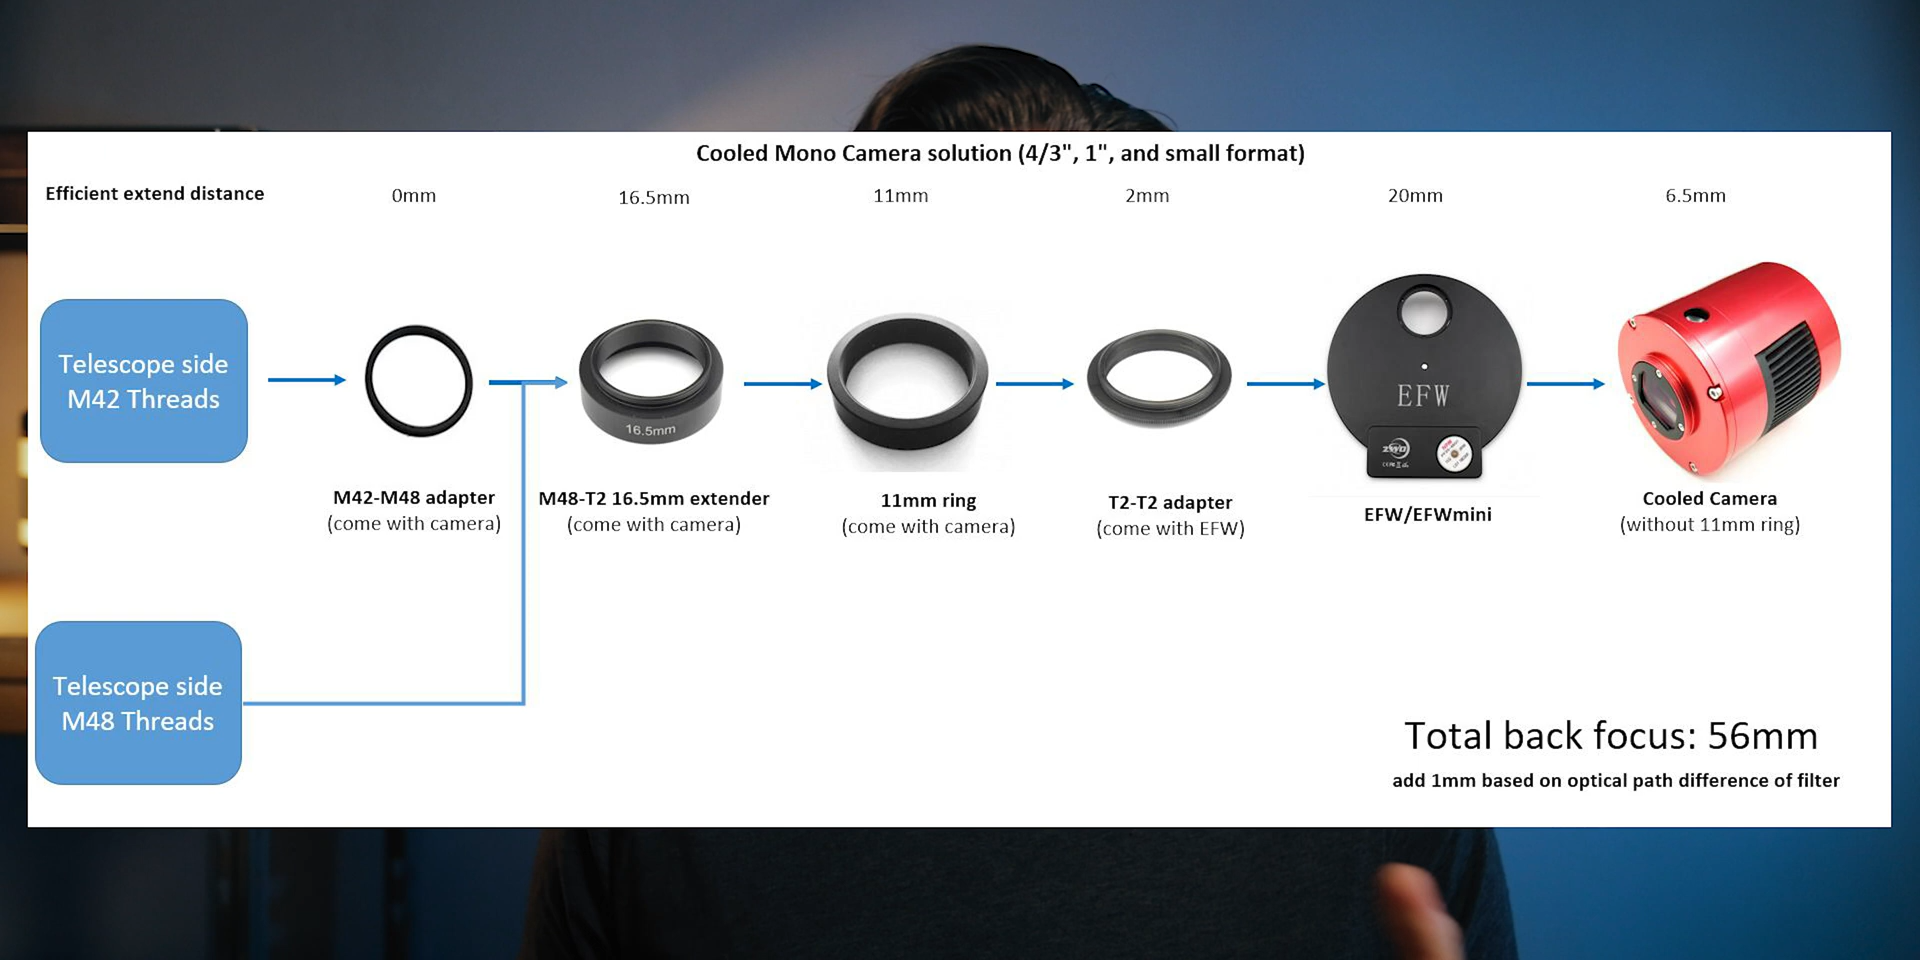 Cooled Mono Camera solution (4/3", 1", and small format)
Efficient extend distance
0mm
16.5mm
11mm
2mm
20mm
6.5mm
Telescope side
M42 Threads
16.5mm
EFW
ZWO
M42-M48 adapter
(come with camera)
M48-T2 16.5mm extender
(come with camera)
11mm ring
(come with camera)
T2-T2 adapter
(come with EFW)
EFW/EFWmini
Cooled Camera
(without 11mm ring)
Telescope side
M48 Threads
Total back focus: 56mm
add 1mm based on optical path difference of filter